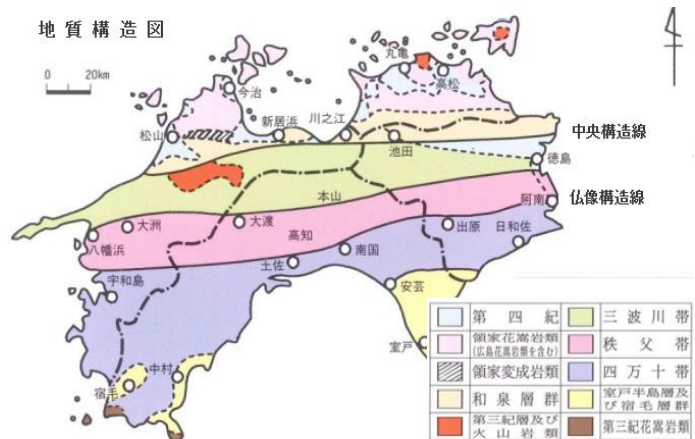 地質構造図
0 20km
丸亀
高松
今治
新居浜
川之江
松山
池田
中央構造線
徳島
本山
阿南
仏像構造線
大洲
大渡
高知
出原
日和佐
八幡浜
土佐
南国
宇和島
安芸
室戸
中村
宿毛
第四紀
三波川帯
領家花嵩岩類
(広島花嵩岩類を含む)
秩父帯
領家変成岩類
四万十帯
和泉層群
室戸半島層及
び宿毛層群
第三紀層及び
火山岩類
第三紀花嵩岩類